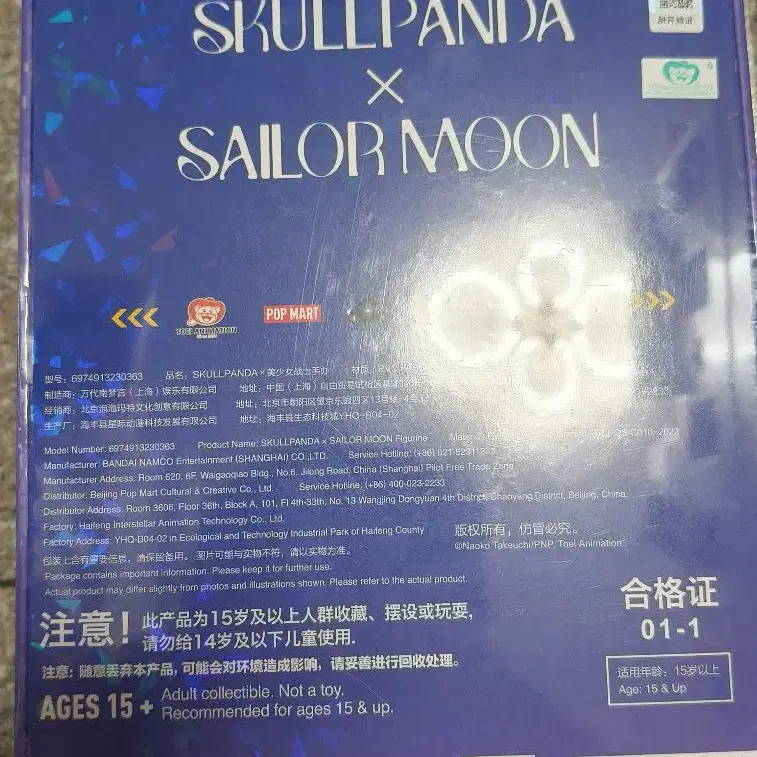 SKULLPANDA
×
SAILOR MOON
刮开验证
TOEI ANIMATION
POP MART
型号：6974913230363 品名：SKULLPANDA×美少女战士手办 材质：
制造商：万代南梦宫（上海）娱乐有限公司 地址：中国（上海）自由贸易试验区
经销商：北京泡泡玛特文化创意有限公司 地址：北京市朝阳区望京东园四区13号楼
生产厂：海丰县星际动漫科技发展有限公司 地址：海丰县生态科技城YHQ-B04-02
Model Number: 6974913230363 Product Name: SKULLPANDA × SAILOR MOON Figurine
Manufacturer: BANDAI NAMCO Entertainment (SHANGHAI) CO.,LTD. Service Hotline: (+86) 021-52311233
Manufacturer Address: Room 620, 6F, Waigaoqiao Bldg., No.6, Jilong Road, China (Shanghai) Pilot Free Trade Zone
Distributor: Beijing Pop Mart Cultural & Creative Co., Ltd. Service Hotline: (+86) 400-023-2233
Distributor Address: Room 3606, Floor 36th, Block A, 101, Fl 4th-33th, No. 13 Wangjing Dongyuan 4th District, Chaoyang District, Beijing, China.
Factory: Haifeng Interstellar Animation Technology Co., Ltd.
Factory Address: YHQ-B04-02 in Ecological and Technology Industrial Park of Haifeng County
版权所有，仿冒必究。
©Naoko Takeuchi/PNP, Toei Animation
包装上含有重要信息，请保留备用。 图片可能与实物不符，请以实物为准。
Package contains important information. Please keep it for further use.
Actual product may differ slightly from photos and illustrations shown. Please refer to the actual product.
注意！此产品为15岁及以上人群收藏、摆设或玩耍，
请勿给14岁及以下儿童使用.
注意：随意丢弃本产品，可能会对环境造成影响，请妥善进行回收处理。
AGES 15 + Adult collectible. Not a toy.
Recommended for ages 15 & up.
合格证
01-1
适用年龄：15岁以上
Age: 15 & Up